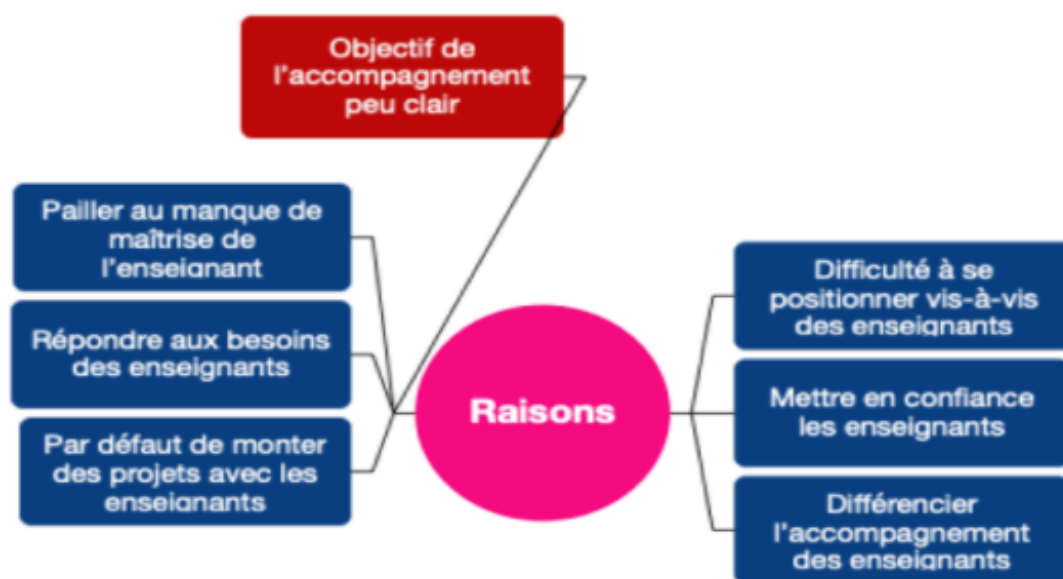 Objectif de
l'accompagnement
peu clair
Pailler au manque de
maîtrise de
l'enseignant
Répondre aux besoins
des enseignants
Par défaut de monter
des projets avec les
enseignants
Raisons
Difficulté à se
positionner vis-à-vis
des enseignants
Mettre en confiance
les enseignants
Différencier
l'accompagnement
des enseignants